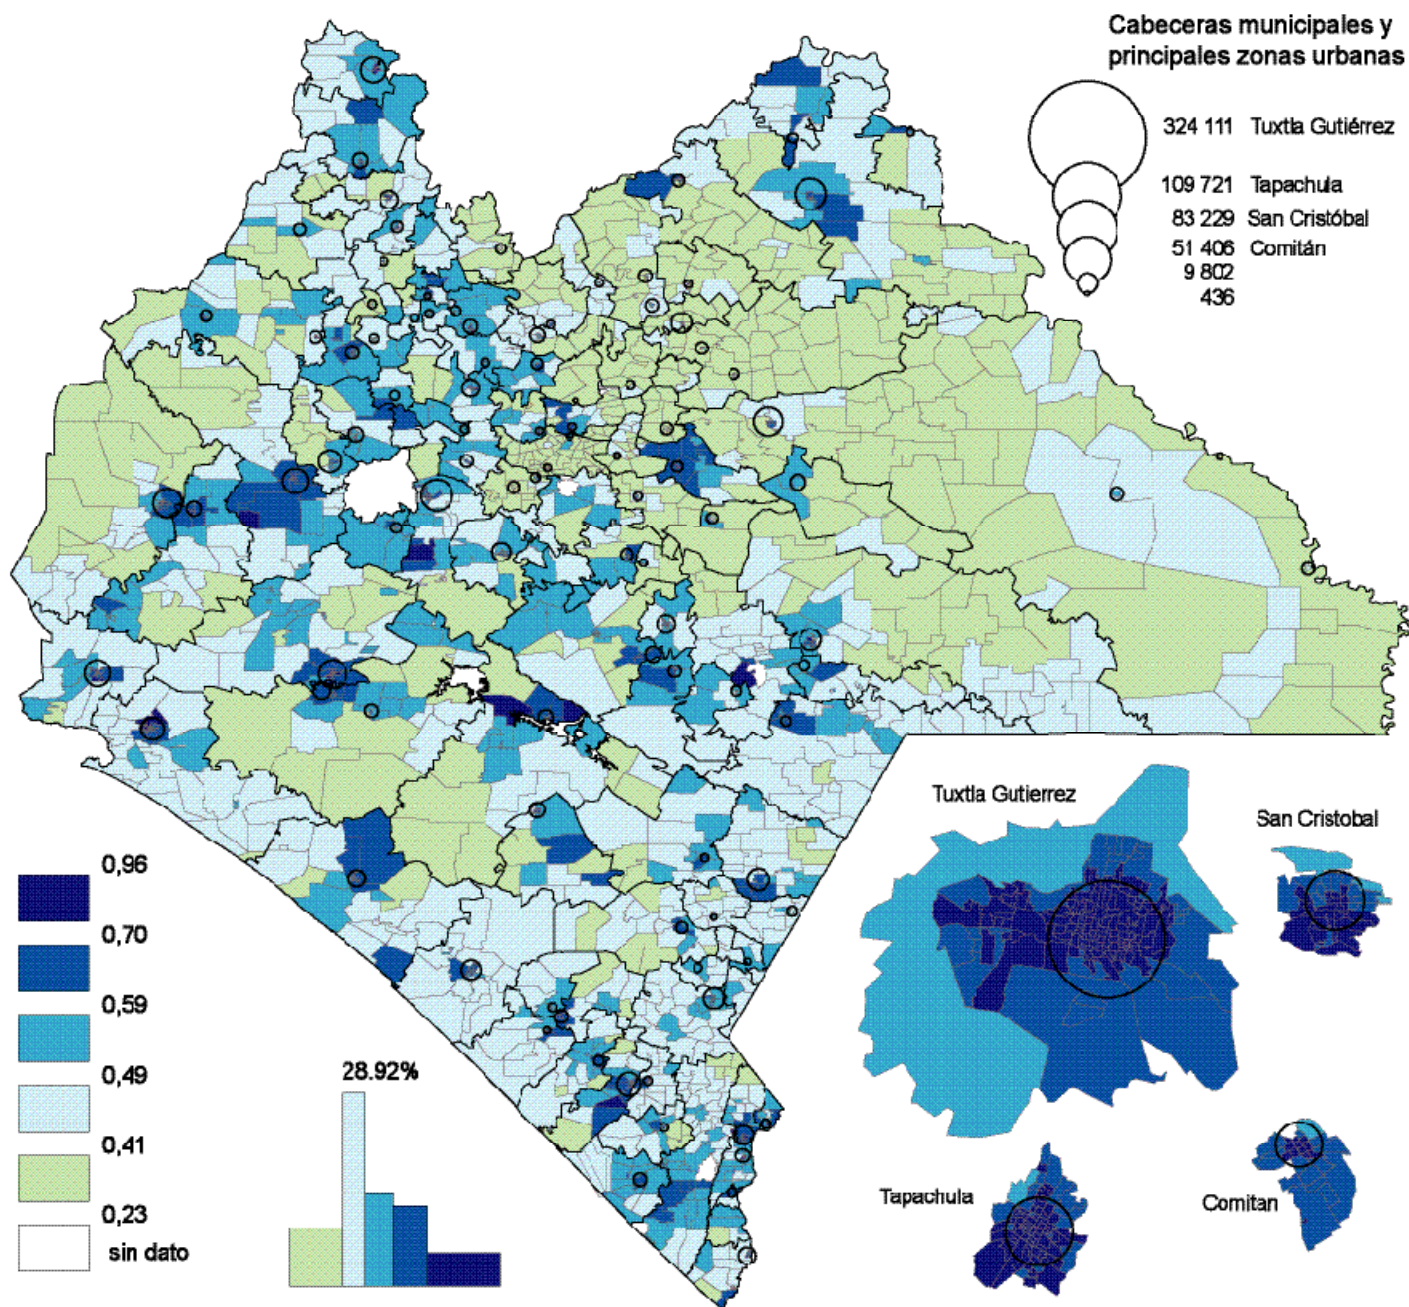 Cabeceras municipales y
principales zonas urbanas
324 111 Tuxtla Gutiérrez
109 721 Tapachula
83 229 San Cristóbal
51 406 Comitán
9 802
436
Tuxtla Gutierrez
San Cristobal
Tapachula
Comitan
0,96
0,70
0,59
0,49
0,41
0,23
sin dato
28.92%